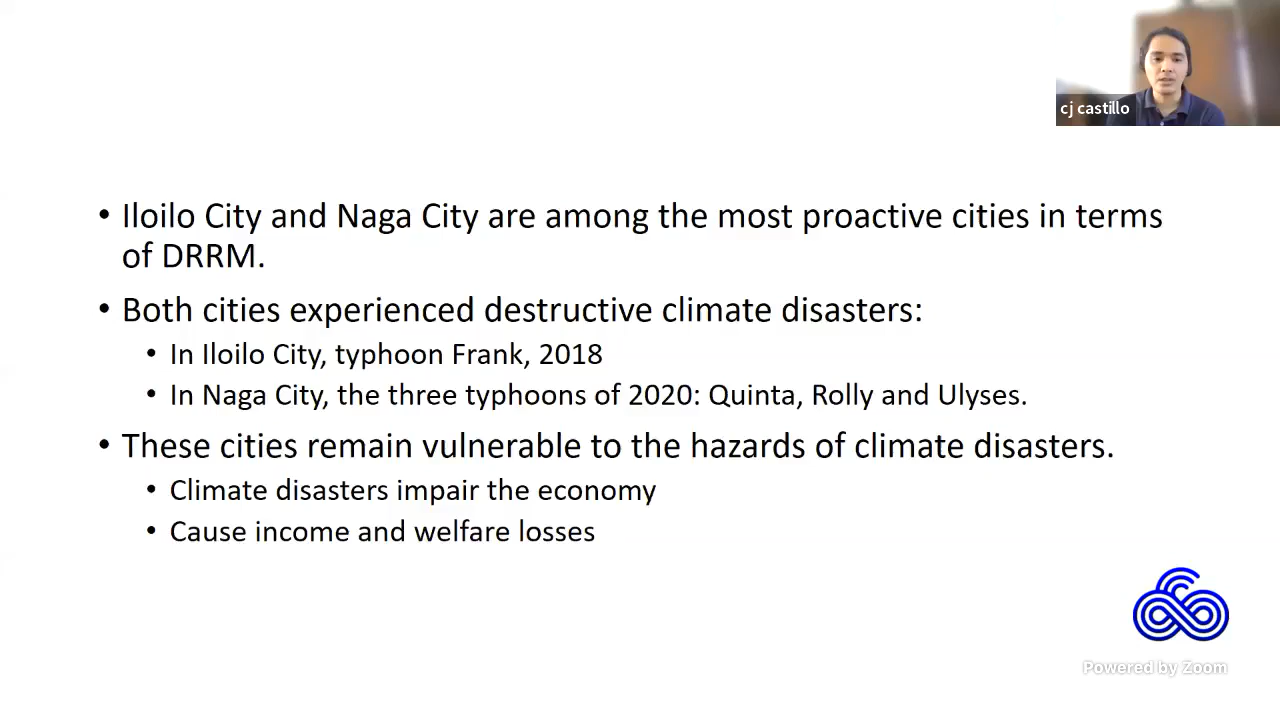 cj castillo
• Iloilo City and Naga City are among the most proactive cities in terms
of DRRM.
• Both cities experienced destructive climate disasters:
• In Iloilo City, typhoon Frank, 2018
• In Naga City, the three typhoons of 2020: Quinta, Rolly and Ulyses.
• These cities remain vulnerable to the hazards of climate disasters.
• Climate disasters impair the economy
• Cause income and welfare losses
Powered by Zoom